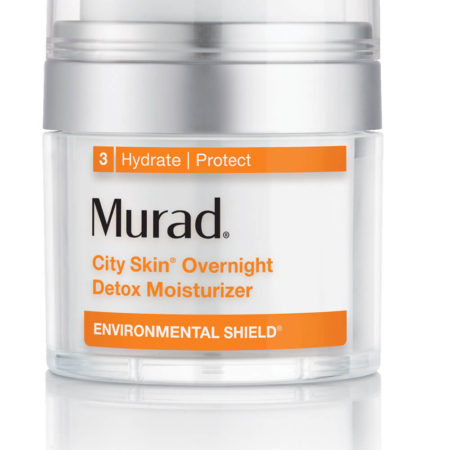 3 | Hydrate | Protect
Murad.®
City Skin® Overnight
Detox Moisturizer
ENVIRONMENTAL SHIELD®